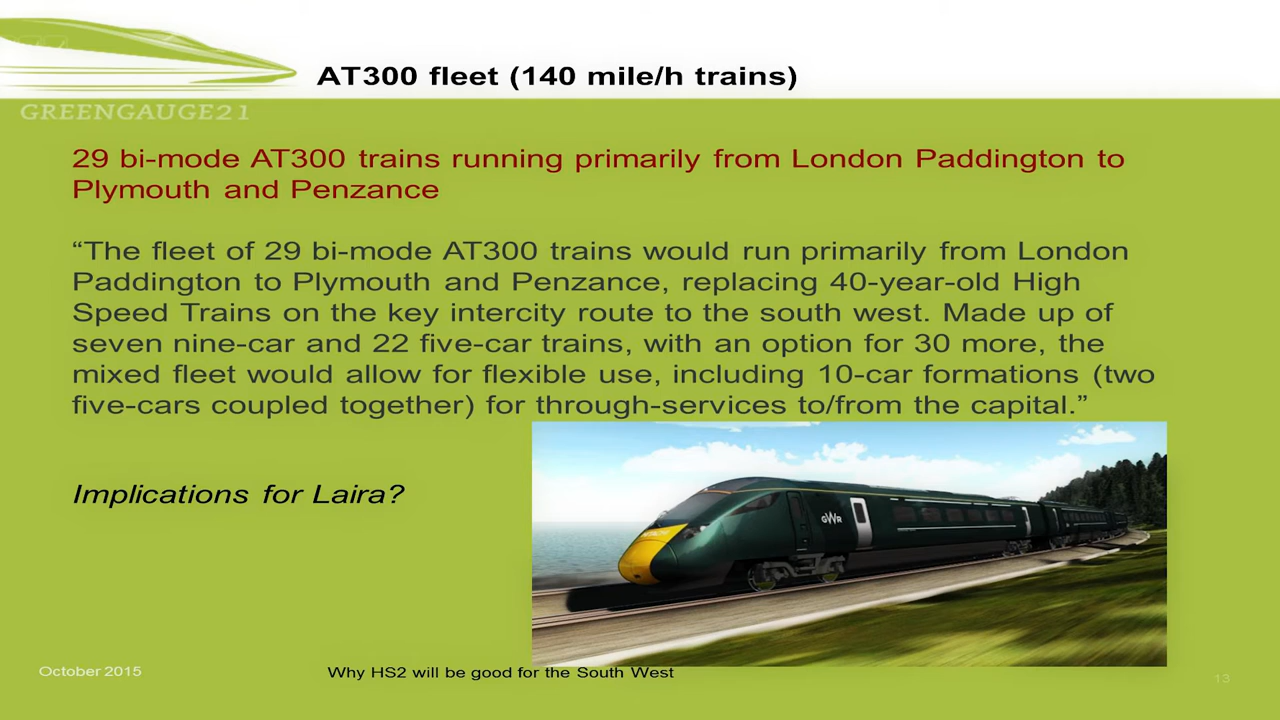 AT300 fleet (140 mile/h trains)
GREENGAUGE21
29 bi-mode AT300 trains running primarily from London Paddington to
Plymouth and Penzance
“The fleet of 29 bi-mode AT300 trains would run primarily from London
Paddington to Plymouth and Penzance, replacing 40-year-old High
Speed Trains on the key intercity route to the south west. Made up of
seven nine-car and 22 five-car trains, with an option for 30 more, the
mixed fleet would allow for flexible use, including 10-car formations (two
five-cars coupled together) for through-services to/from the capital.”
Implications for Laira?
GWR
October 2015
Why HS2 will be good for the South West
13